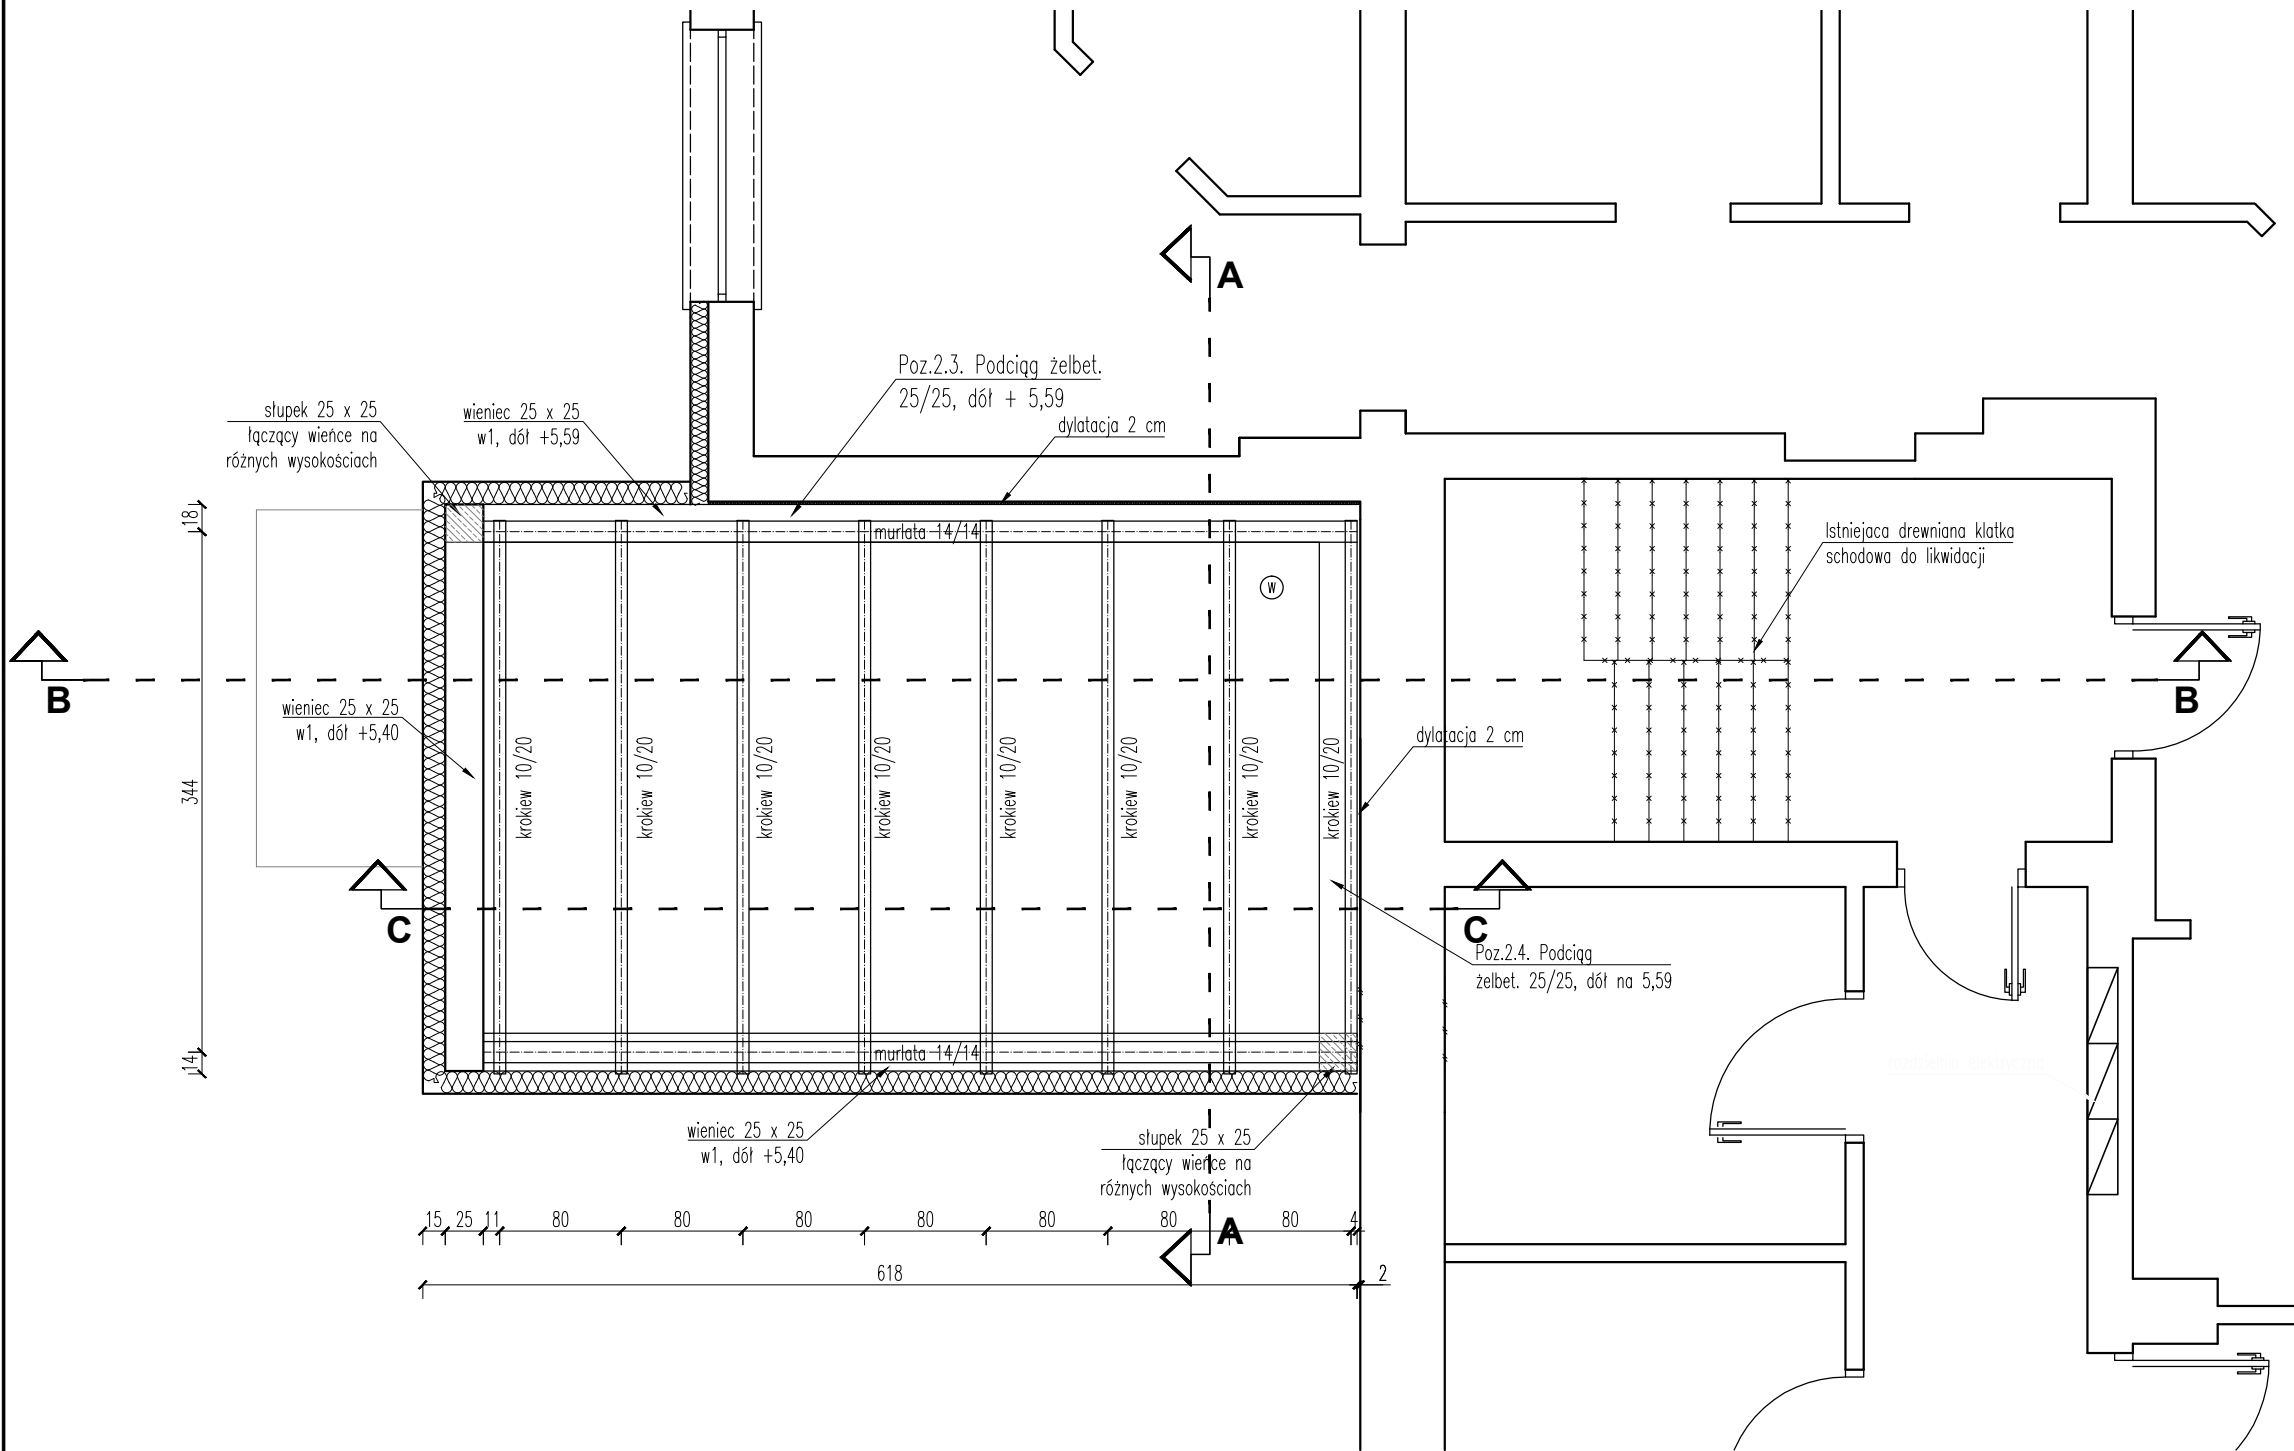 A
Poz.2.3. Podciąg żelbet.
25/25, dół + 5,59
słupek 25 x 25
łączący wieńce na
różnych wysokościach
wieniec 25 x 25
w1, dół +5,59
dylatacja 2 cm
18
murłata 14/14
Istniejaca drewniana klatka
schodowa do likwidacji
W
B
B
wieniec 25 x 25
w1, dół +5,40
344
krokiew 10/20
krokiew 10/20
krokiew 10/20
krokiew 10/20
krokiew 10/20
krokiew 10/20
krokiew 10/20
krokiew 10/20
dylatacja 2 cm
C
C
Poz.2.4. Podciąg
żelbet. 25/25, dół na 5,59
14
murłata 14/14
wieniec 25 x 25
w1, dół +5,40
słupek 25 x 25
łączący wieńce na
różnych wysokościach
15 25 11 80 80 80 80 80 80 80 4
A
618 2